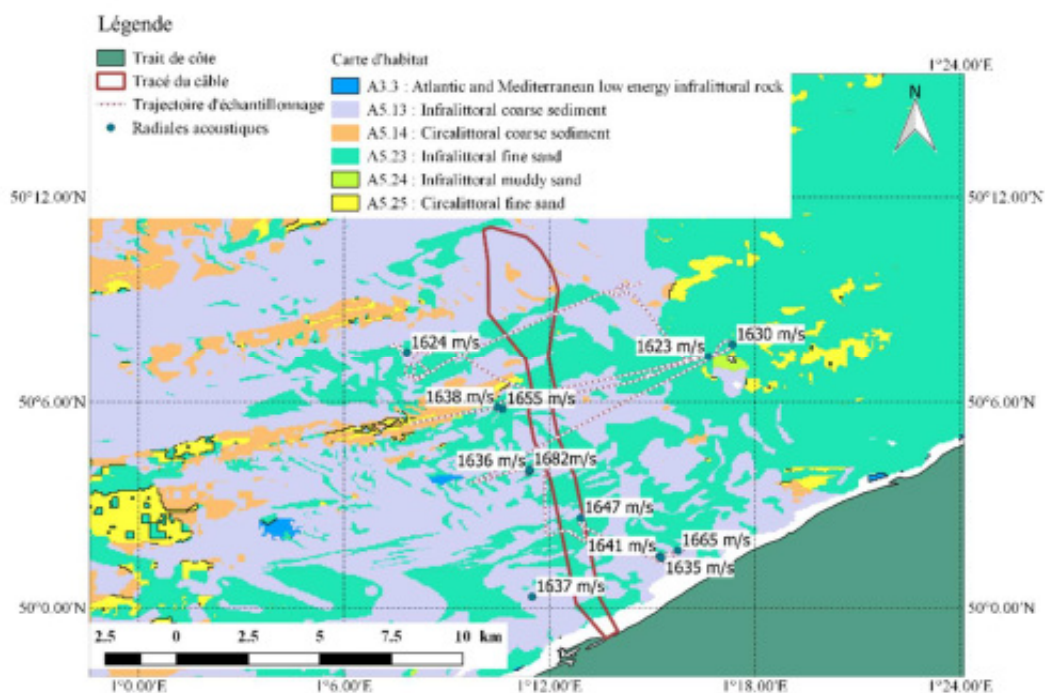 Légende
Trait de côte
Tracé du câble
Trajectoire d'échantillonnage
Radiales acoustiques
Carte d'habitat
A3.3 : Atlantic and Mediterranean low energy infralittoral rock
A5.13 : Infralittoral coarse sediment
A5.14 : Circalittoral coarse sediment
A5.23 : Infralittoral fine sand
A5.24 : Infralittoral muddy sand
A5.25 : Circalittoral fine sand
1°24.00'E
N
50°12.00'N
50°12.00'N
1624 m/s
1623 m/s
1630 m/s
1638 m/s
1655 m/s
50°6.00'N
50°6.00'N
1636 m/s
1682m/s
1647 m/s
1641 m/s
1665 m/s
1635 m/s
1637 m/s
50°0.00'N
50°0.00'N
2.5 0 2.5 5 7.5 10 km
1°0.00'E 1°6.00'E 1°12.00'E 1°18.00'E 1°24.00'E